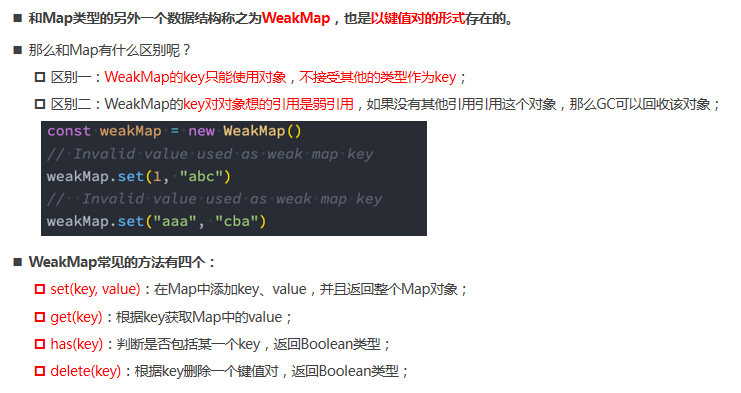 和Map类型的另外一个数据结构称之为WeakMap，也是以键值对的形式存在的。
那么和Map有什么区别呢？
区别一：WeakMap的key只能使用对象，不接受其他的类型作为key；
区别二：WeakMap的key对对象想的引用是弱引用，如果没有其他引用引用这个对象，那么GC可以回收该对象；
const weakMap = new WeakMap()
// Invalid value used as weak map key
weakMap.set(1, "abc")
//  Invalid value used as weak map key
weakMap.set("aaa", "cba")
WeakMap常见的方法有四个：
set(key, value)：在Map中添加key、value，并且返回整个Map对象；
get(key)：根据key获取Map中的value；
has(key)：判断是否包括某一个key，返回Boolean类型；
delete(key)：根据key删除一个键值对，返回Boolean类型；